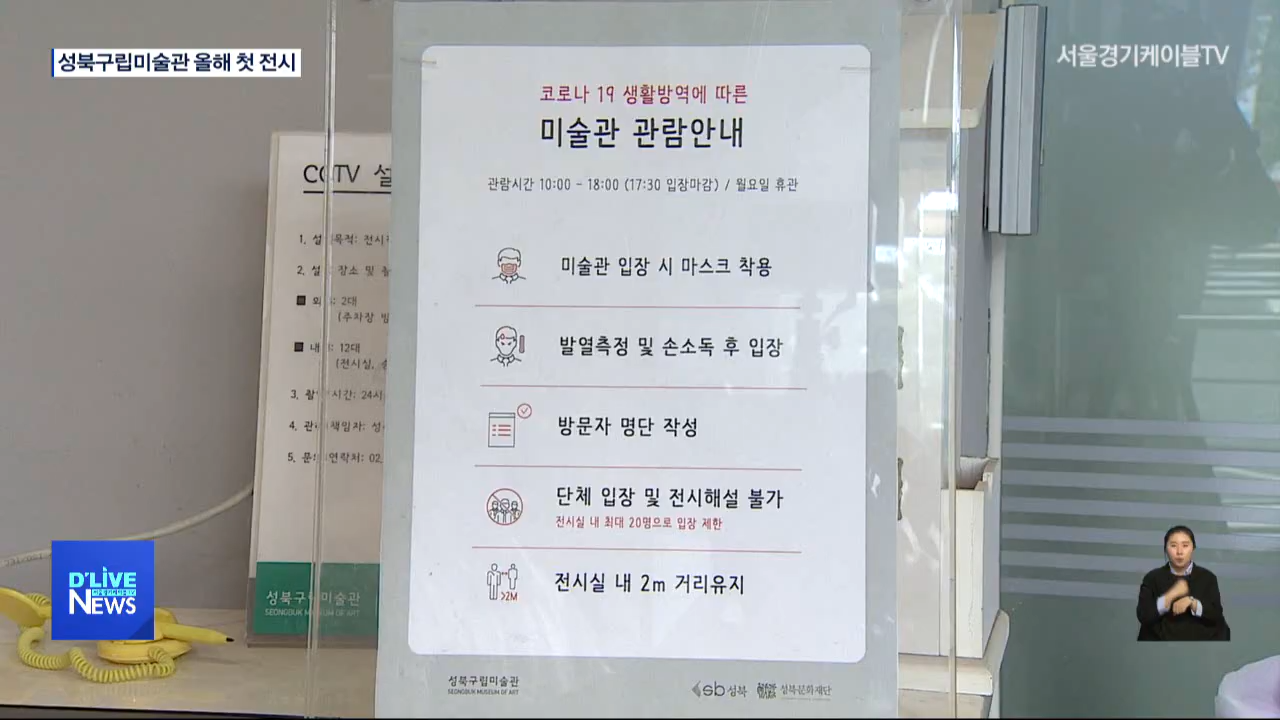 성북구립미술관 올해 첫 전시
서울경기케이블TV
코로나 19 생활방역에 따른
미술관 관람안내
관람시간 10:00 - 18:00 (17:30 입장마감) / 월요일 휴관
미술관 입장 시 마스크 착용
발열측정 및 손소독 후 입장
방문자 명단 작성
단체 입장 및 전시해설 불가
전시실 내 최대 20명으로 입장 제한
>2M
전시실 내 2m 거리유지
성북구립미술관
SEONGBUK MUSEUM OF ART
sb 성북
성북문화재단
CCTV
1.
목적:
2.
장소 및
2대
(주차장
12대
(전시실,
3.
시간: 24시
4.
책임자:
5.
연락처: 02.
성북구립미술관
SEONGBUK MUSEUM OF ART
D'LIVE
NEWS